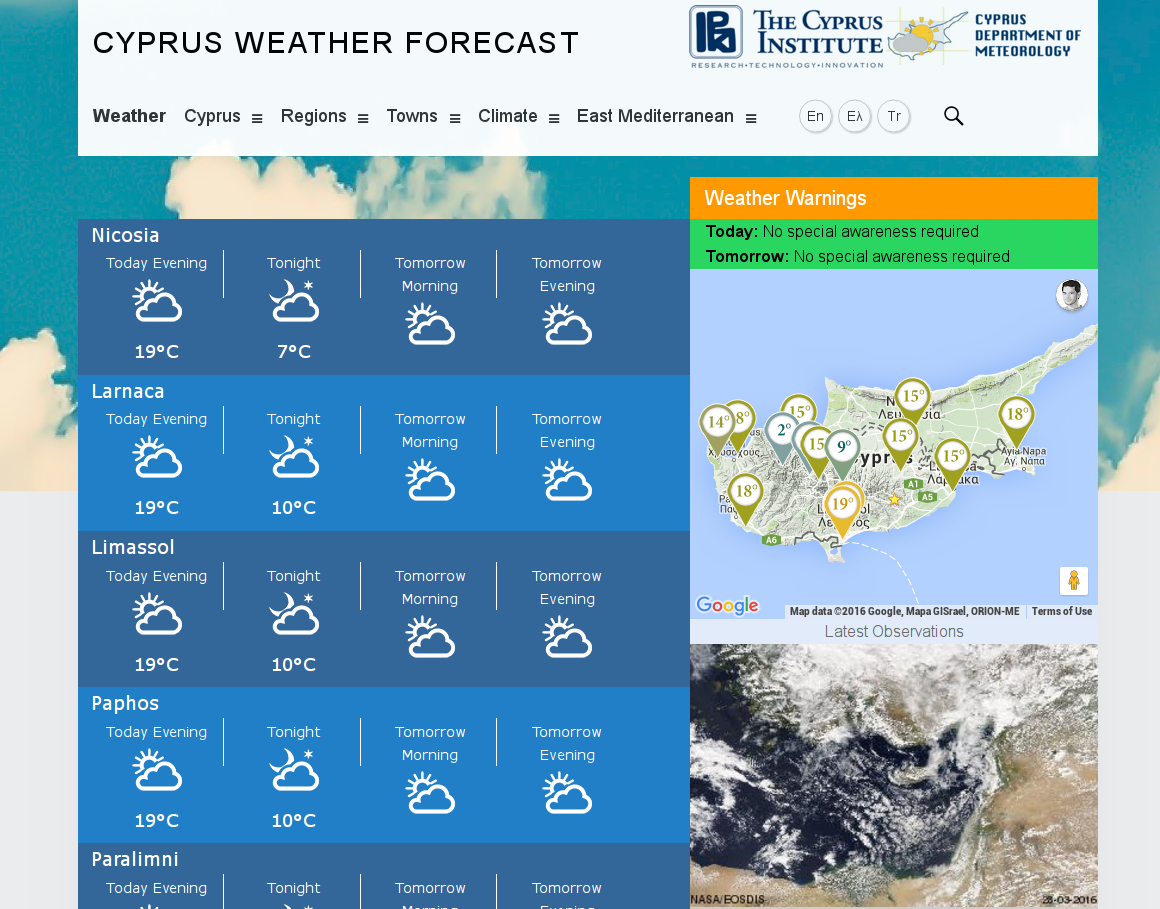 CYPRUS WEATHER FORECAST
THE CYPRUS
INSTITUTE
RESEARCH•TECHNOLOGY•INNOVATION
CYPRUS
DEPARTMENT OF
METEOROLOGY
Weather Cyprus Regions Towns Climate East Mediterranean En Ελ Tr
Weather Warnings
Today: No special awareness required
Tomorrow: No special awareness required
Nicosia
Today Evening Tonight Tomorrow Morning Tomorrow Evening
19°C 7°C
Larnaca
Today Evening Tonight Tomorrow Morning Tomorrow Evening
19°C 10°C
Limassol
Today Evening Tonight Tomorrow Morning Tomorrow Evening
19°C 10°C
Paphos
Today Evening Tonight Tomorrow Morning Tomorrow Evening
19°C 10°C
Paralimni
Today Evening Tonight Tomorrow Tomorrow
15°
14° 8° 15° 18°
2° 15 9° 15°
15°
18° 19°
Ayia Napa
Αγ. Νάπα
Λάρνακα
A1
A5
A6
Google
Map data ©2016 Google, Mapa GISrael, ORION-ME Terms of Use
Latest Observations
NASA/EOSDIS 28-03-2016